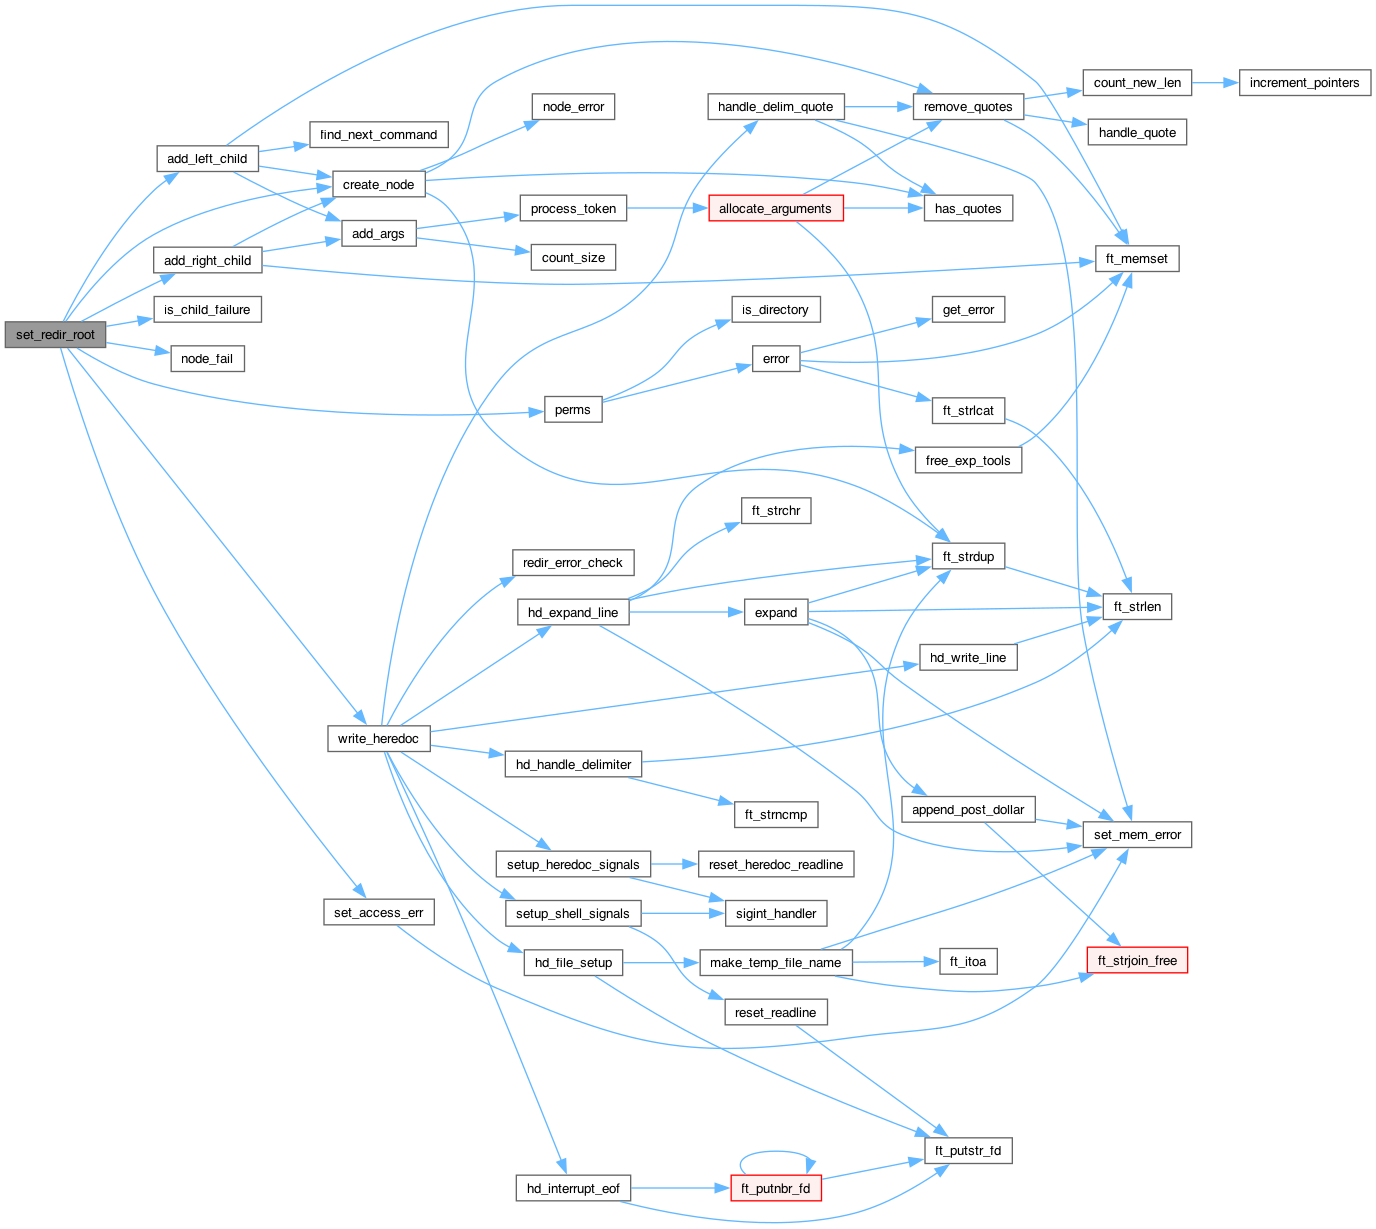 set_redir_root
add_left_child
add_right_child
is_child_failure
node_fail
find_next_command
create_node
add_args
write_heredoc
set_access_err
node_error
process_token
count_size
perms
redir_error_check
hd_expand_line
hd_handle_delimiter
setup_heredoc_signals
setup_shell_signals
hd_file_setup
hd_interrupt_eof
handle_delim_quote
allocate_arguments
is_directory
error
ft_strchr
expand
ft_strncmp
reset_heredoc_readline
sigint_handler
make_temp_file_name
reset_readline
ft_putnbr_fd
remove_quotes
has_quotes
get_error
ft_strlcat
free_exp_tools
ft_strdup
hd_write_line
append_post_dollar
ft_itoa
ft_putstr_fd
count_new_len
handle_quote
ft_memset
ft_strlen
set_mem_error
ft_strjoin_free
increment_pointers